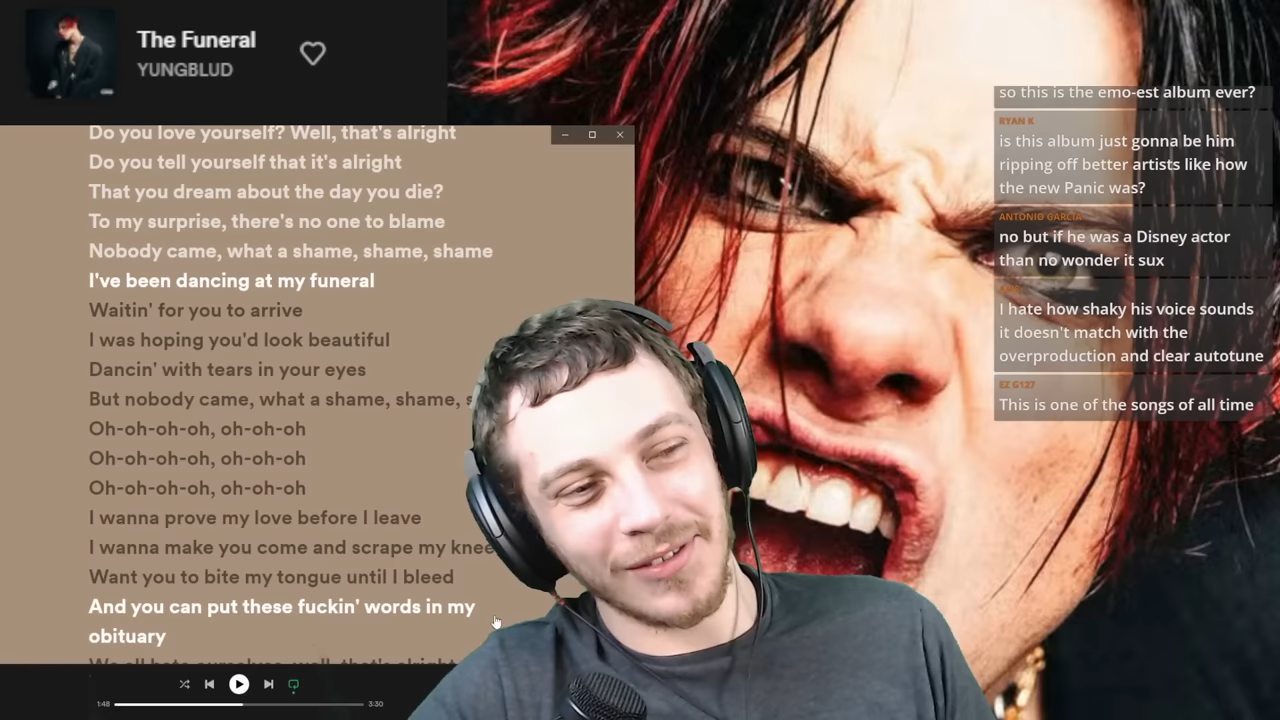 The Funeral
YUNGBLUD
Do you love yourself? Well, that's alright
Do you tell yourself that it's alright
That you dream about the day you die?
To my surprise, there's no one to blame
Nobody came, what a shame, shame, shame
I've been dancing at my funeral
Waitin' for you to arrive
I was hoping you'd look beautiful
Dancin' with tears in your eyes
But nobody came, what a shame, shame, s
Oh-oh-oh-oh, oh-oh-oh
Oh-oh-oh-oh, oh-oh-oh
Oh-oh-oh-oh, oh-oh-oh
I wanna prove my love before I leave
I wanna make you come and scrape my knee
Want you to bite my tongue until I bleed
And you can put these fuckin' words in my
obituary
We all hate ourselves, well, that's alright
1:48
3:30
so this is the emo-est album ever?
RYAN K
is this album just gonna be him
ripping off better artists like how
the new Panic was?
ANTONIO GARCIA
no but if he was a Disney actor
than no wonder it sux
I hate how shaky his voice sounds
it doesn't match with the
overproduction and clear autotune
EZ G127
This is one of the songs of all time